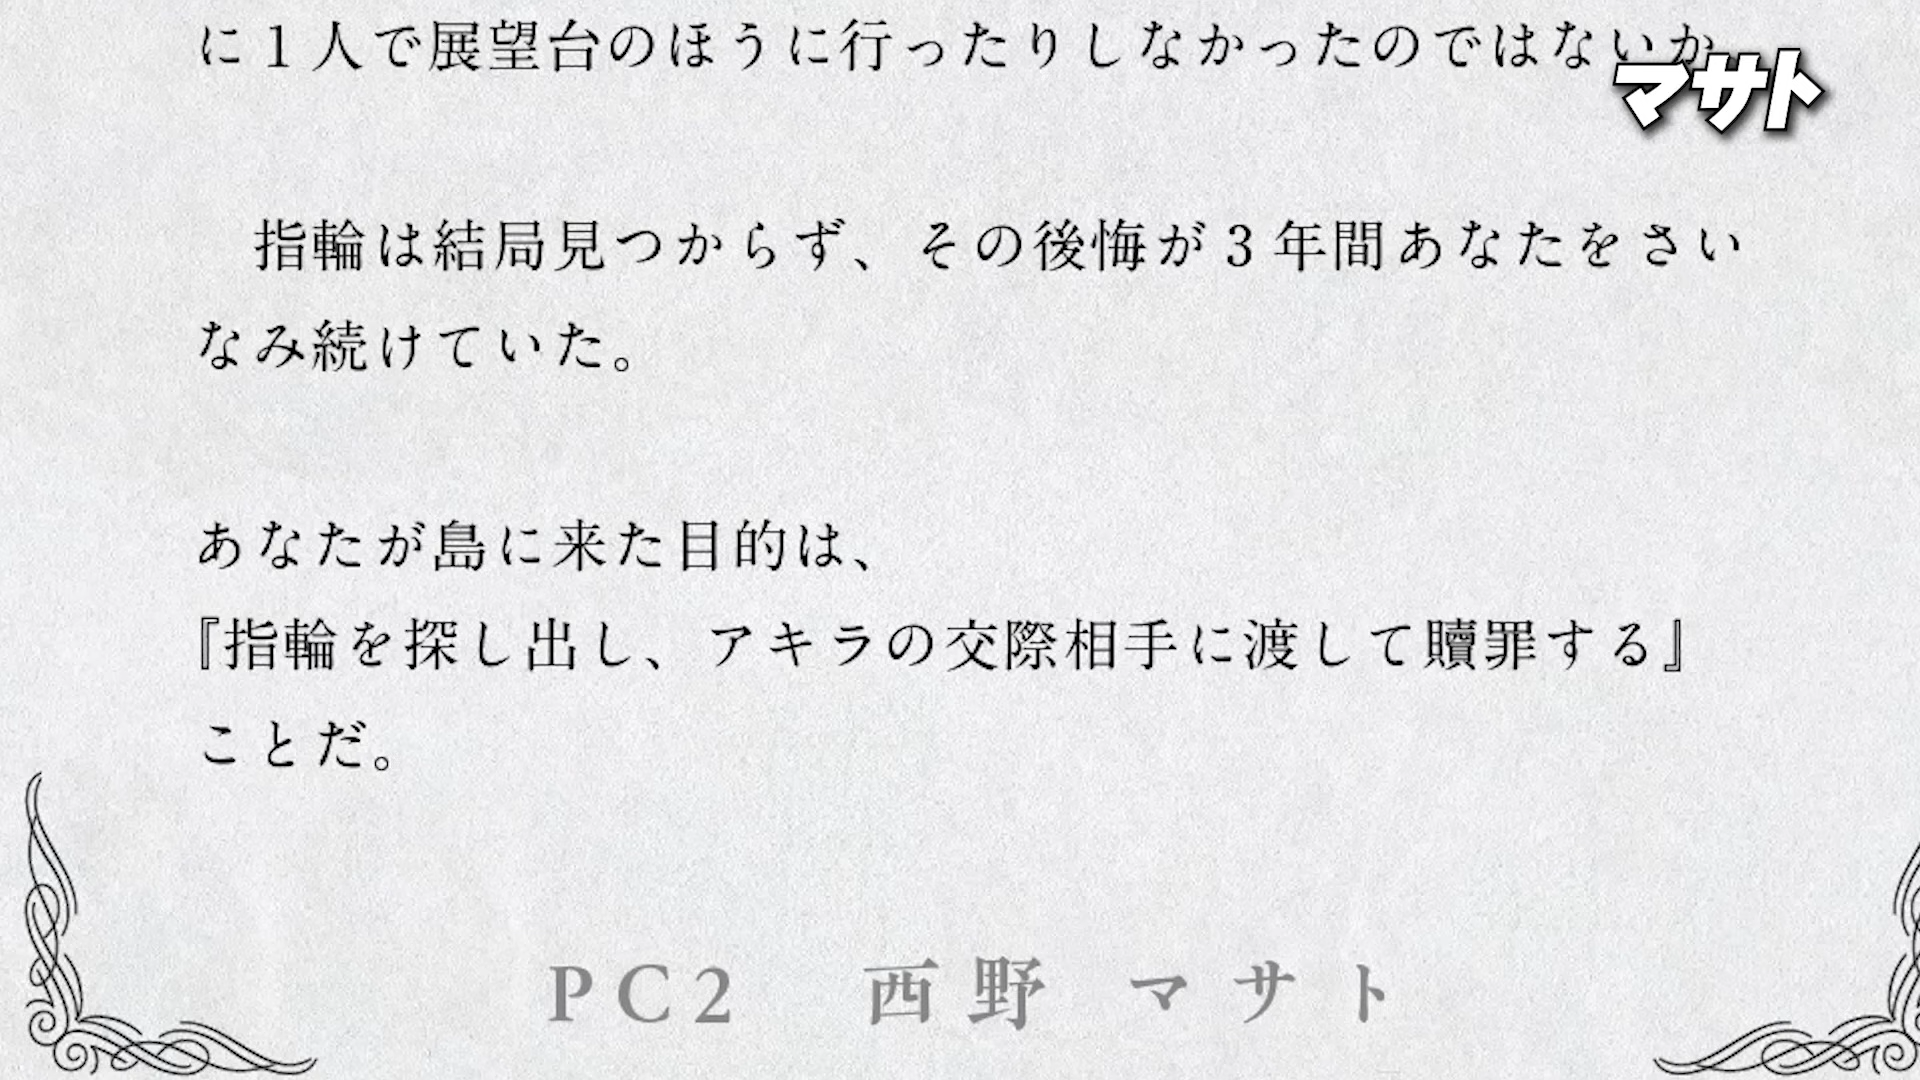 に1人で展望台のほうに行ったりしなかったのではないか
マサト
指輪は結局見つからず、その後悔が3年間あなたをさい
なみ続けていた。
あなたが島に来た目的は、
『指輪を探し出し、アキラの交際相手に渡して贖罪する』
ことだ。
PC2 西野 マサト